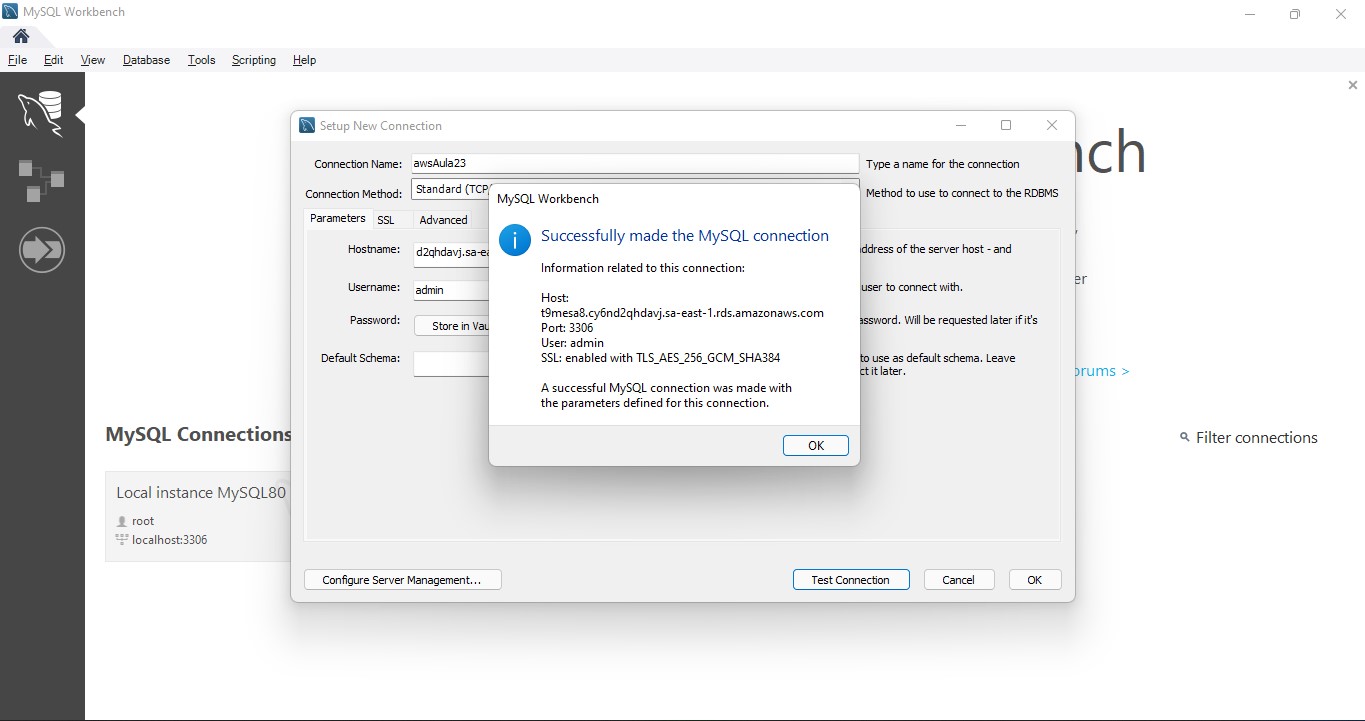 MySQL Workbench
File Edit View Database Tools Scripting Help
nch
Setup New Connection
Connection Name: awsAula23 Type a name for the connection
Connection Method: Standard (TCP/ Method to use to connect to the RDBMS
Parameters SSL Advanced
Hostname: d2qhdavj.sa-ea address of the server host - and
Username: admin user to connect with.
Password: Store in Vau assword. Will be requested later if it's
Default Schema: to use as default schema. Leave
ct it later.
MySQL Workbench
Successfully made the MySQL connection
Information related to this connection:
Host:
t9mesa8.cy6nd2qhdavj.sa-east-1.rds.amazonaws.com
Port: 3306
User: admin
SSL: enabled with TLS_AES_256_GCM_SHA384
A successful MySQL connection was made with
the parameters defined for this connection.
OK
Configure Server Management... Test Connection Cancel OK
er
orums >
MySQL Connections
Filter connections
Local instance MySQL80
root
localhost:3306